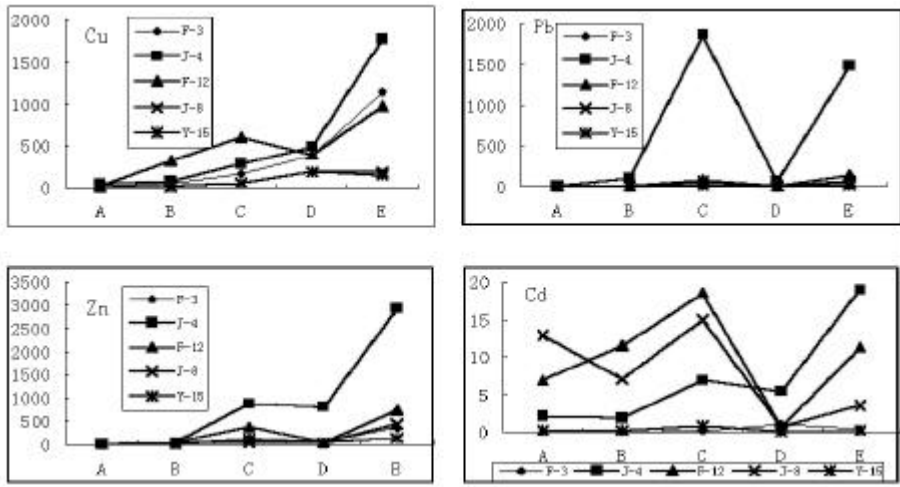 2000
1500
1000
500
0
Cu
F-3
J-4
F-12
J-8
Y-15
A B C D E
2000
1500
1000
500
0
Pb
F-3
J-4
F-12
J-8
Y-15
A B C D E
3500
3000
2500
2000
1500
1000
500
0
Zn
F-3
J-4
F-12
J-8
Y-15
A B C D E
20
15
10
5
0
Cd
A B C D E
F-3 J-4 F-12 J-8 Y-15